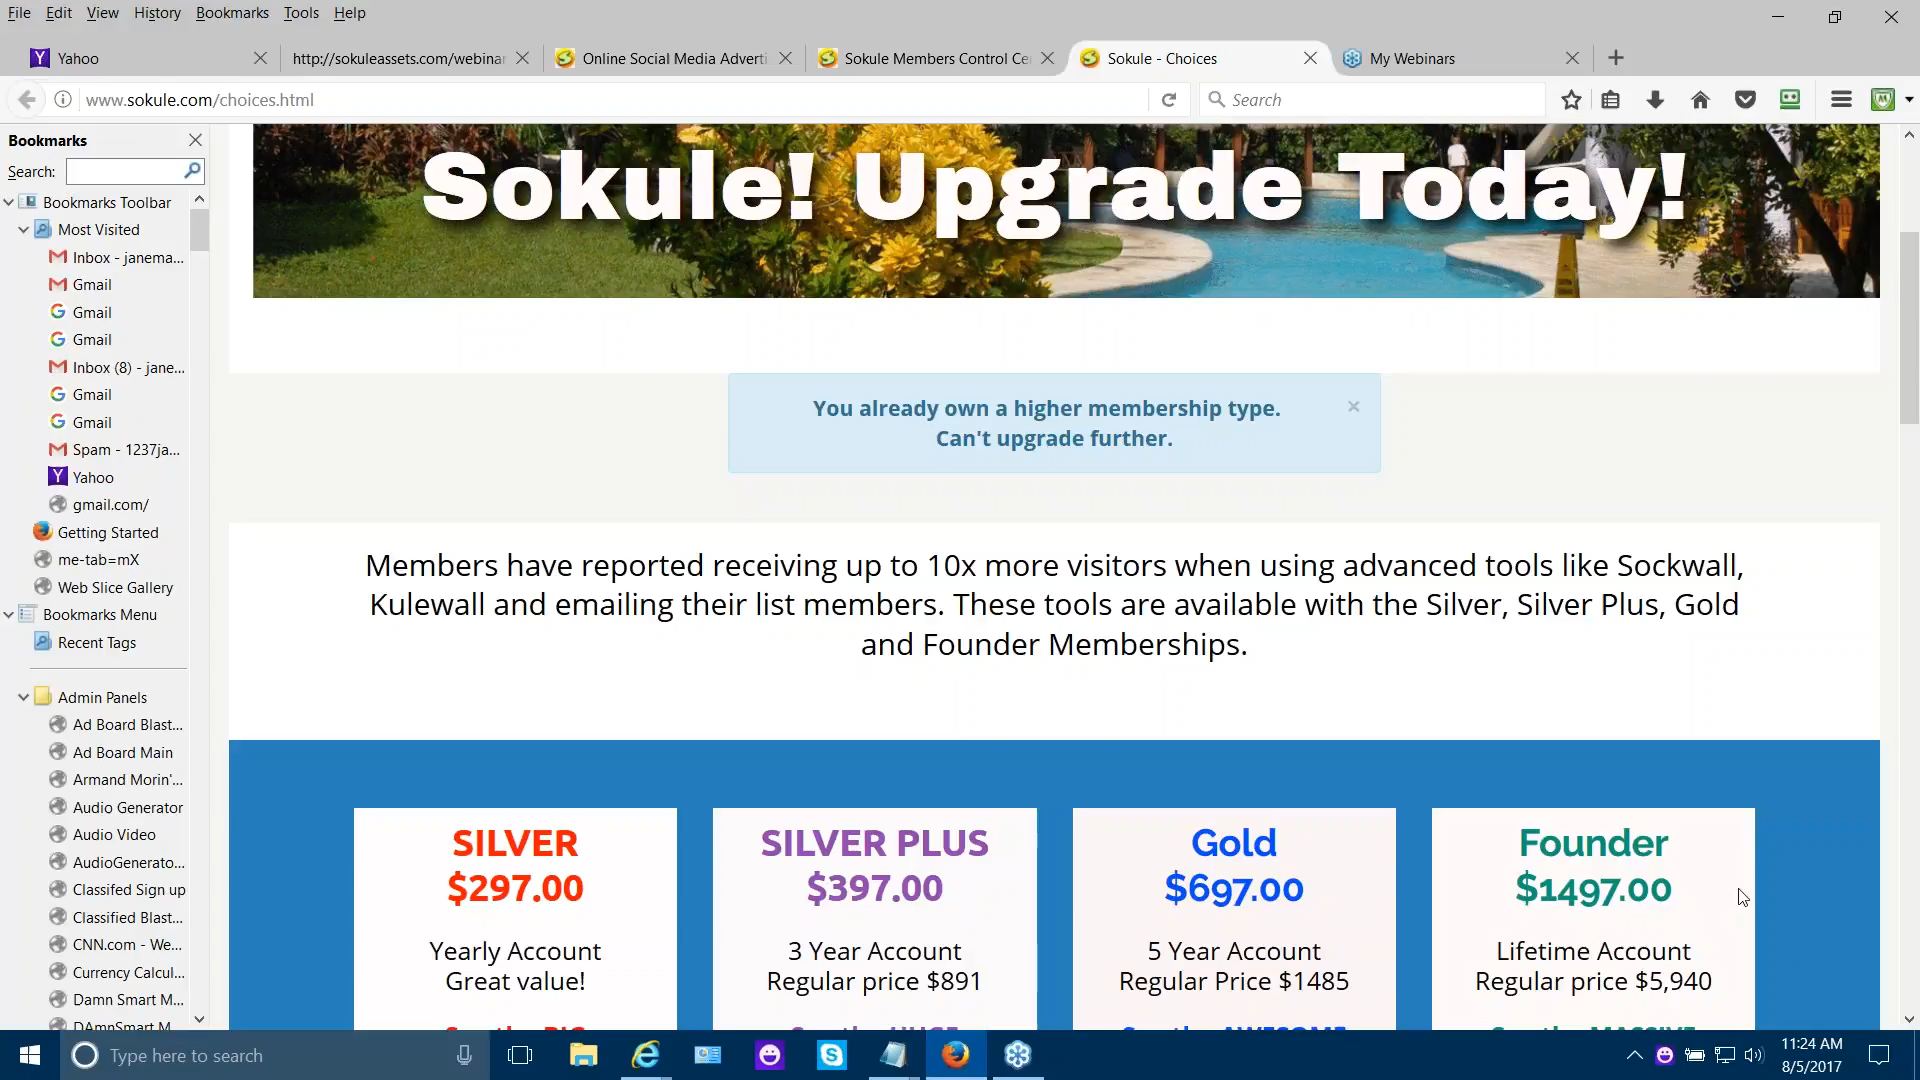 File Edit View History Bookmarks Tools Help
Yahoo
http://sokuleassets.com/webinar
Online Social Media Adverti
Sokule Members Control Ce
Sokule - Choices
My Webinars
www.sokule.com/choices.html
Search
Bookmarks
Search:
Bookmarks Toolbar
Most Visited
Inbox - janema...
Gmail
Gmail
Gmail
Inbox (8) - jane...
Gmail
Gmail
Spam - 1237ja...
Yahoo
gmail.com/
Getting Started
me-tab=mX
Web Slice Gallery
Bookmarks Menu
Recent Tags
Admin Panels
Ad Board Blast...
Ad Board Main
Armand Morin'...
Audio Generator
Audio Video
AudioGenerato...
Classifed Sign up
Classified Blast...
CNN.com - We...
Currency Calcul...
Damn Smart M...
DAmnSmart M
Sokule! Upgrade Today!
You already own a higher membership type.
Can't upgrade further.
Members have reported receiving up to 10x more visitors when using advanced tools like Sockwall,
Kulewall and emailing their list members. These tools are available with the Silver, Silver Plus, Gold
and Founder Memberships.
SILVER
$297.00
Yearly Account
Great value!
SILVER PLUS
$397.00
3 Year Account
Regular price $891
Gold
$697.00
5 Year Account
Regular Price $1485
Founder
$1497.00
Lifetime Account
Regular price $5,940
Type here to search
11:24 AM
8/5/2017